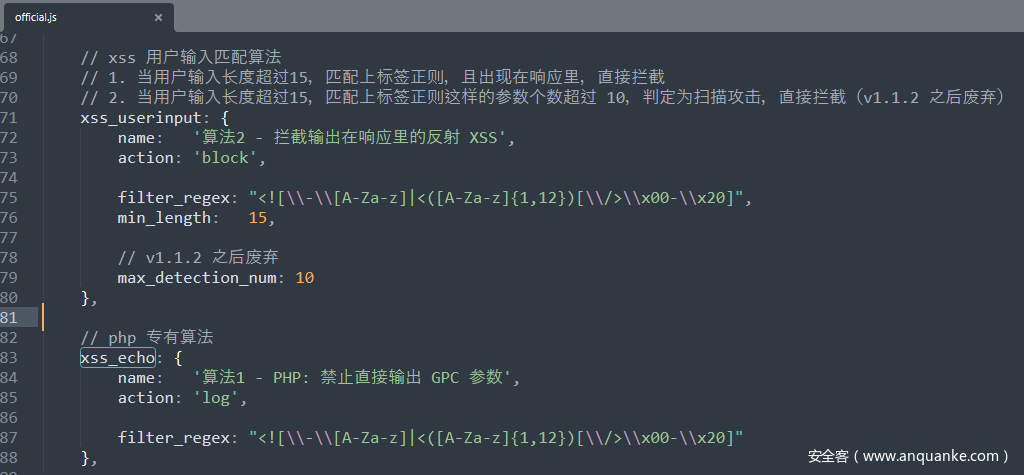 official.js ×
67
68 // xss 用户输入匹配算法
69 // 1. 当用户输入长度超过15, 匹配上标签正则, 且出现在响应里, 直接拦截
70 // 2. 当用户输入长度超过15, 匹配上标签正则这样的参数个数超过 10, 判定为扫描攻击, 直接拦截（v1.1.2 之后废弃）
71 xss_userinput: {
72 name: '算法2 - 拦截输出在响应里的反射 XSS',
73 action: 'block',
74
75 filter_regex: "<![\\-\\[A-Za-z]|<([A-Za-z]{1,12})[\\/>\\x00-\\x20]",
76 min_length: 15,
77
78 // v1.1.2 之后废弃
79 max_detection_num: 10
80 },
81
82 // php 专有算法
83 xss_echo: {
84 name: '算法1 - PHP: 禁止直接输出 GPC 参数',
85 action: 'log',
86
87 filter_regex: "<![\\-\\[A-Za-z]|<([A-Za-z]{1,12})[\\/>\\x00-\\x20]"
88 },
安全客（www.anquanke.com）